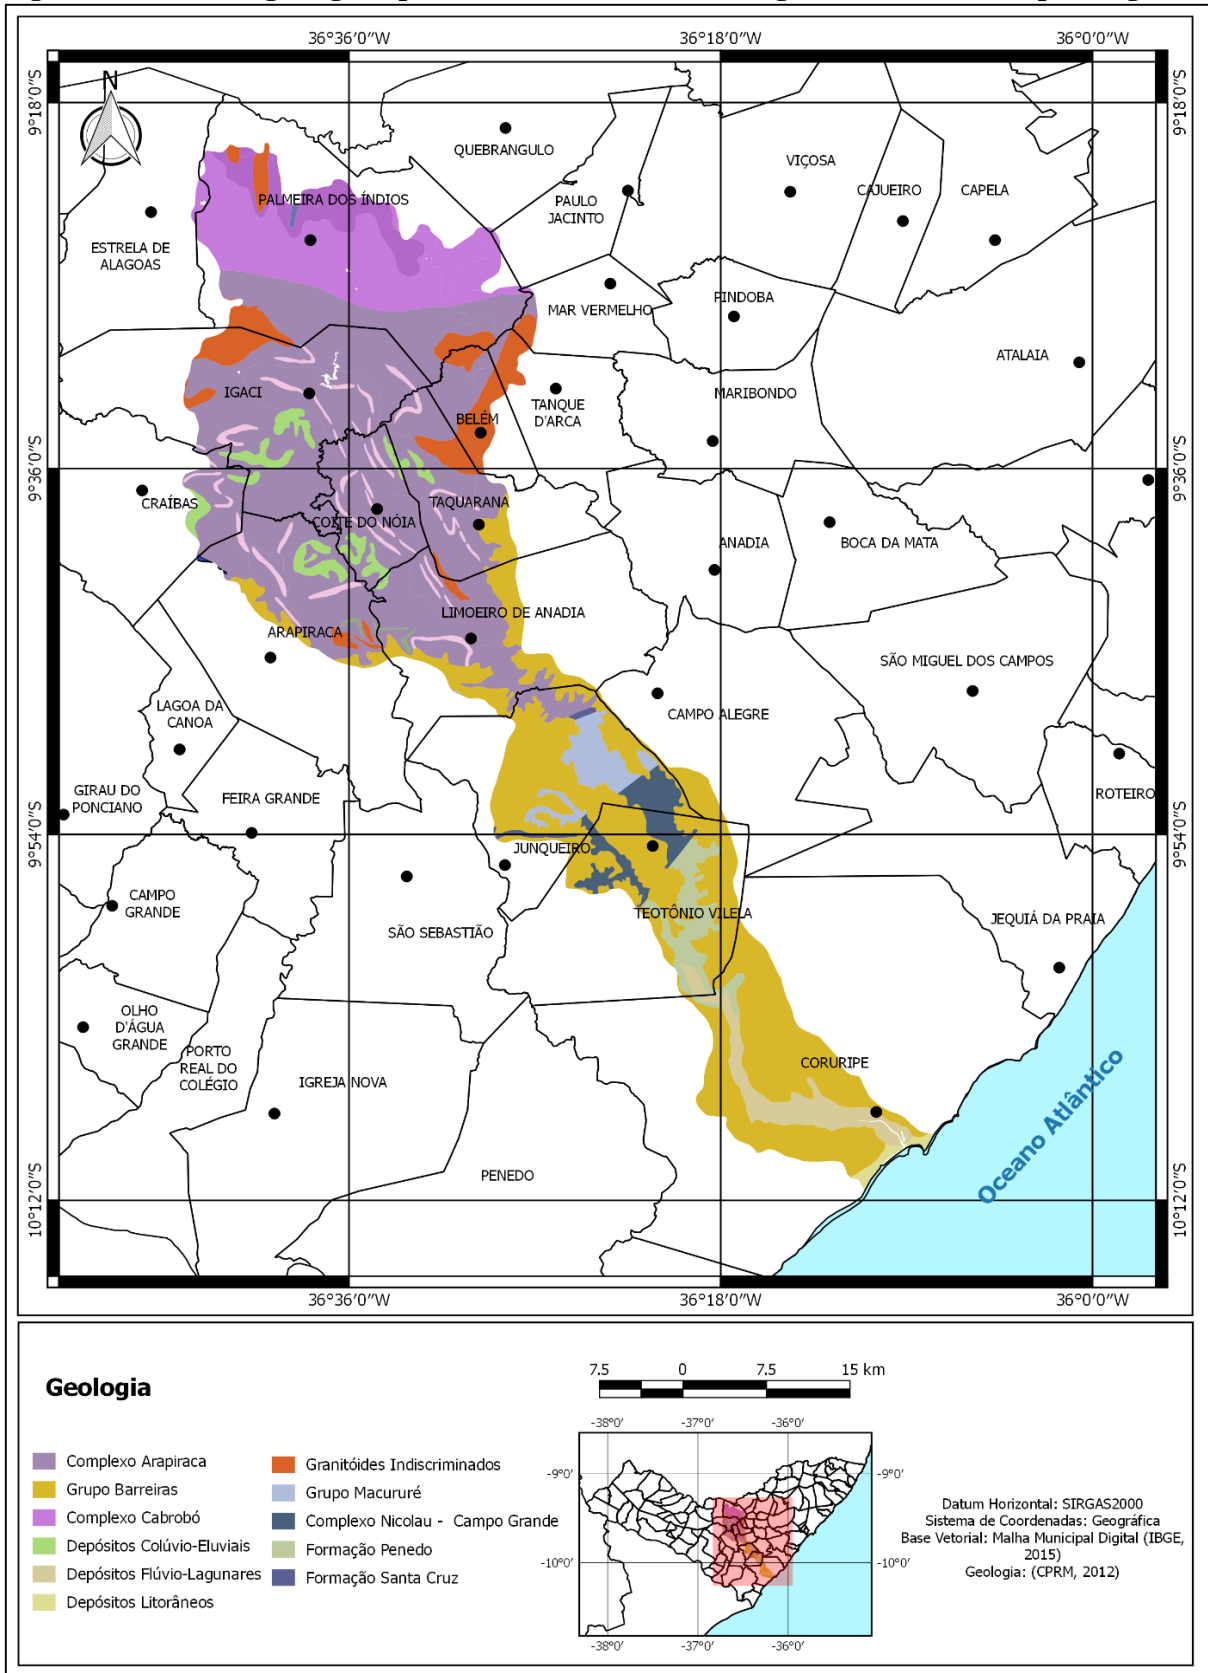 36°36'0"W 36°18'0"W 36°0'0"W
9°18'0"S 9°18'0"S
N
QUEBRANGULO
VIÇOSA
CAJUEIRO
CAPELA
PALMEIRA DOS ÍNDIOS
PAULO
JACINTO
ESTRELA DE
ALAGOAS
MAR VERMELHO
PINDOBA
ATALAIA
IGACI
TANQUE
D'ARCA
MARIBONDO
BELÉM
9°36'0"S 9°36'0"S
CRAÍBAS
TAQUARANA
COITÉ DO NÓIA
ANADIA
BOCA DA MATA
LIMOEIRO DE ANADIA
ARAPIRACA
SÃO MIGUEL DOS CAMPOS
LAGOA DA
CANOA
CAMPO ALEGRE
GIRAU DO
PONCIANO
FEIRA GRANDE
ROTEIRO
9°54'0"S 9°54'0"S
JUNQUEIRO
CAMPO
GRANDE
SÃO SEBASTIÃO
TEOTÔNIO VILELA
JEQUIÁ DA PRAIA
OLHO
D'ÁGUA
GRANDE
PORTO
REAL DO
COLÉGIO
IGREJA NOVA
CORURIPE
Oceano Atlântico
PENEDO
10°12'0"S 10°12'0"S
36°36'0"W 36°18'0"W 36°0'0"W
Geologia
Complexo Arapiraca
Grupo Barreiras
Complexo Cabrobó
Depósitos Colúvio-Eluviais
Depósitos Flúvio-Lagunares
Depósitos Litorâneos
Granitóides Indiscriminados
Grupo Macururé
Complexo Nicolau - Campo Grande
Formação Penedo
Formação Santa Cruz
7.5 0 7.5 15 km
-38°0' -37°0' -36°0'
-9°0' -9°0'
-10°0' -10°0'
-38°0' -37°0' -36°0'
Datum Horizontal: SIRGAS2000
Sistema de Coordenadas: Geográfica
Base Vetorial: Malha Municipal Digital (IBGE,
2015)
Geologia: (CPRM, 2012)